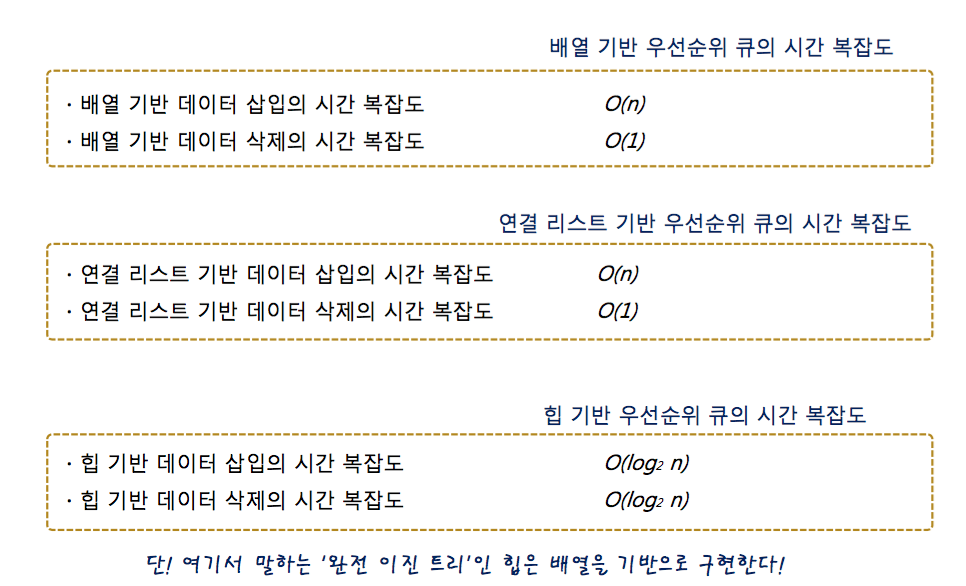 배열 기반 우선순위 큐의 시간 복잡도
· 배열 기반 데이터 삽입의 시간 복잡도 O(n)
· 배열 기반 데이터 삭제의 시간 복잡도 O(1)
연결 리스트 기반 우선순위 큐의 시간 복잡도
· 연결 리스트 기반 데이터 삽입의 시간 복잡도 O(n)
· 연결 리스트 기반 데이터 삭제의 시간 복잡도 O(1)
힙 기반 우선순위 큐의 시간 복잡도
· 힙 기반 데이터 삽입의 시간 복잡도 O(log₂ n)
· 힙 기반 데이터 삭제의 시간 복잡도 O(log₂ n)
단! 여기서 말하는 ‘완전 이진 트리’인 힙은 배열을 기반으로 구현한다!